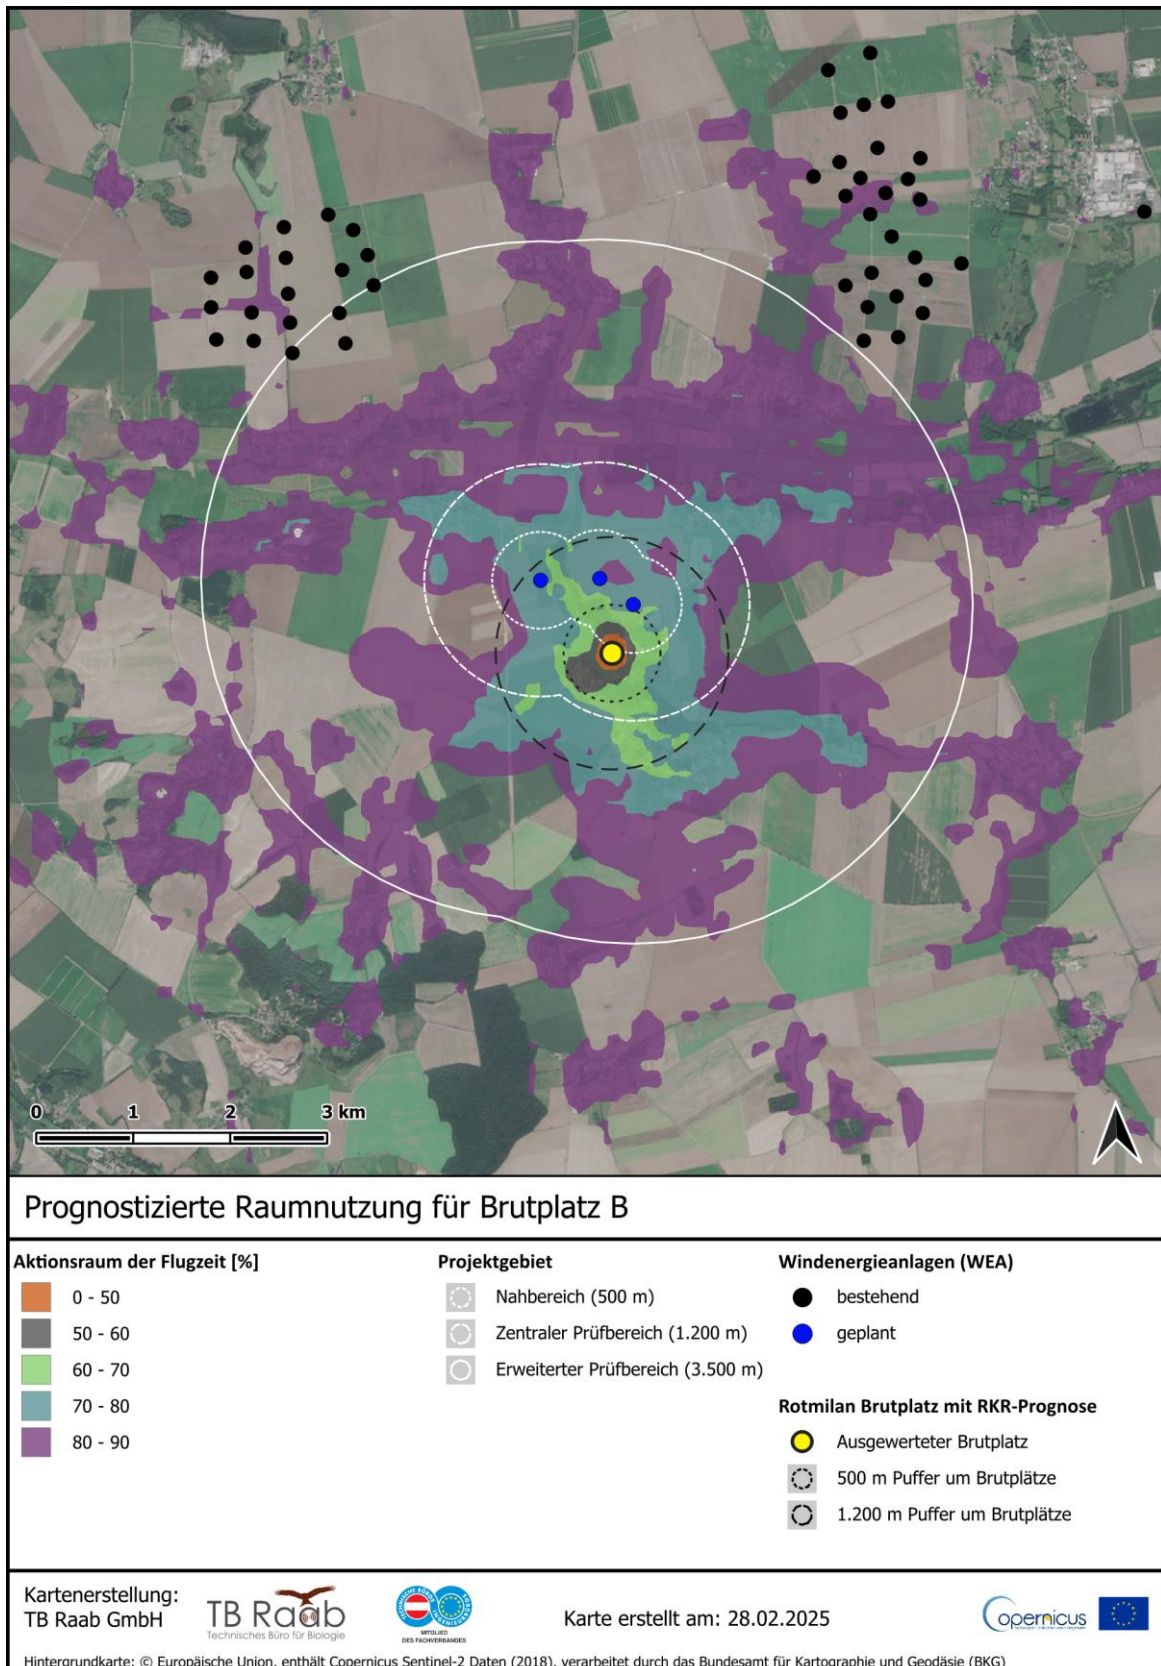 0 1 2 3 km
Prognostizierte Raumnutzung für Brutplatz B
Aktionsraum der Flugzeit [%]
0 - 50
50 - 60
60 - 70
70 - 80
80 - 90
Projektgebiet
Nahbereich (500 m)
Zentraler Prüfbereich (1.200 m)
Erweiterter Prüfbereich (3.500 m)
Windenergieanlagen (WEA)
bestehend
geplant
Rotmilan Brutplatz mit RKR-Prognose
Ausgewerteter Brutplatz
500 m Puffer um Brutplätze
1.200 m Puffer um Brutplätze
Kartenerstellung:
TB Raab GmbH
TB Raab
Technisches Büro für Biologie
MITGLIED
DES FACHVERBANDES
Karte erstellt am: 28.02.2025
opernicus
Hintergrundkarte: © Europäische Union, enthält Copernicus Sentinel-2 Daten (2018), verarbeitet durch das Bundesamt für Kartographie und Geodäsie (BKG)